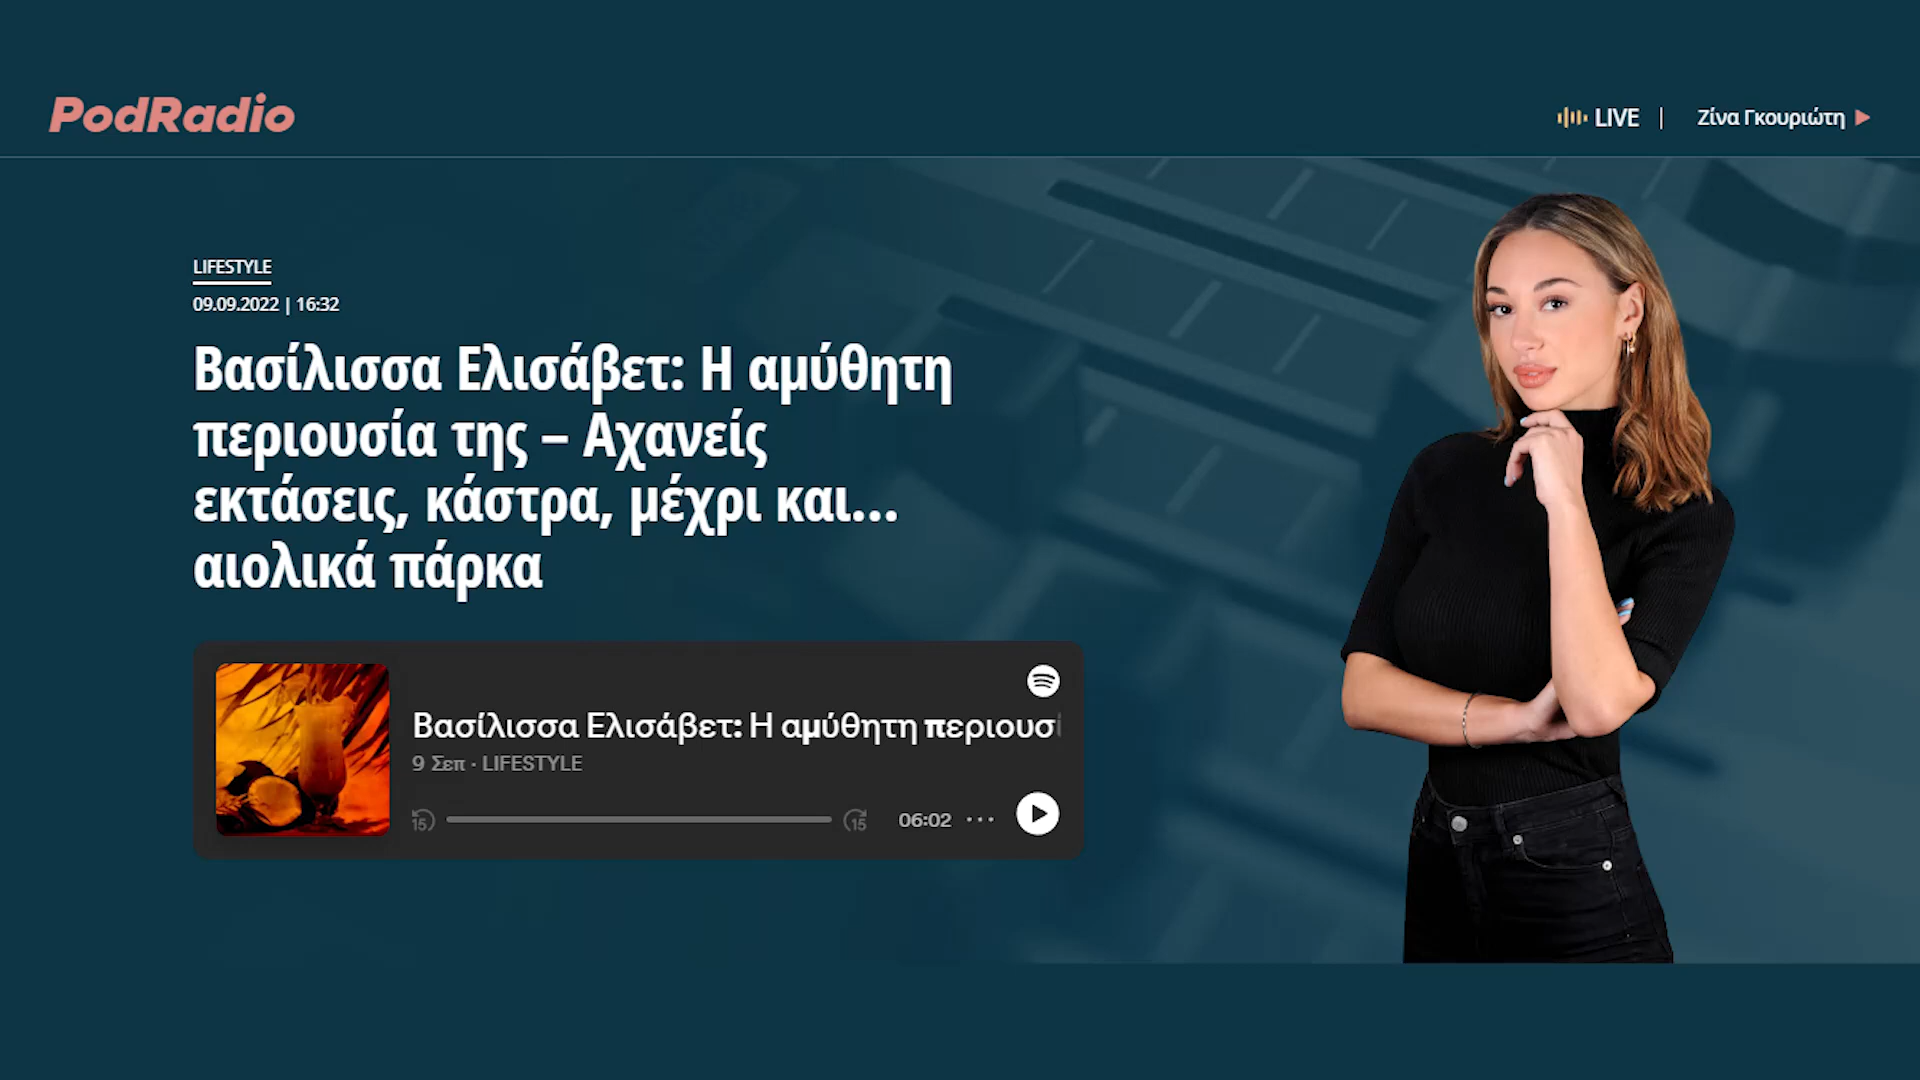 PodRadio
LIVE | Ζίνα Γκουριώτη
LIFESTYLE
09.09.2022 | 16:32
Βασίλισσα Ελισάβετ: Η αμύθητη
περιουσία της – Αχανείς
εκτάσεις, κάστρα, μέχρι και…
αιολικά πάρκα
Βασίλισσα Ελισάβετ: Η αμύθητη περιουσ
9 Σεπ · LIFESTYLE
15 15 06:02 ···